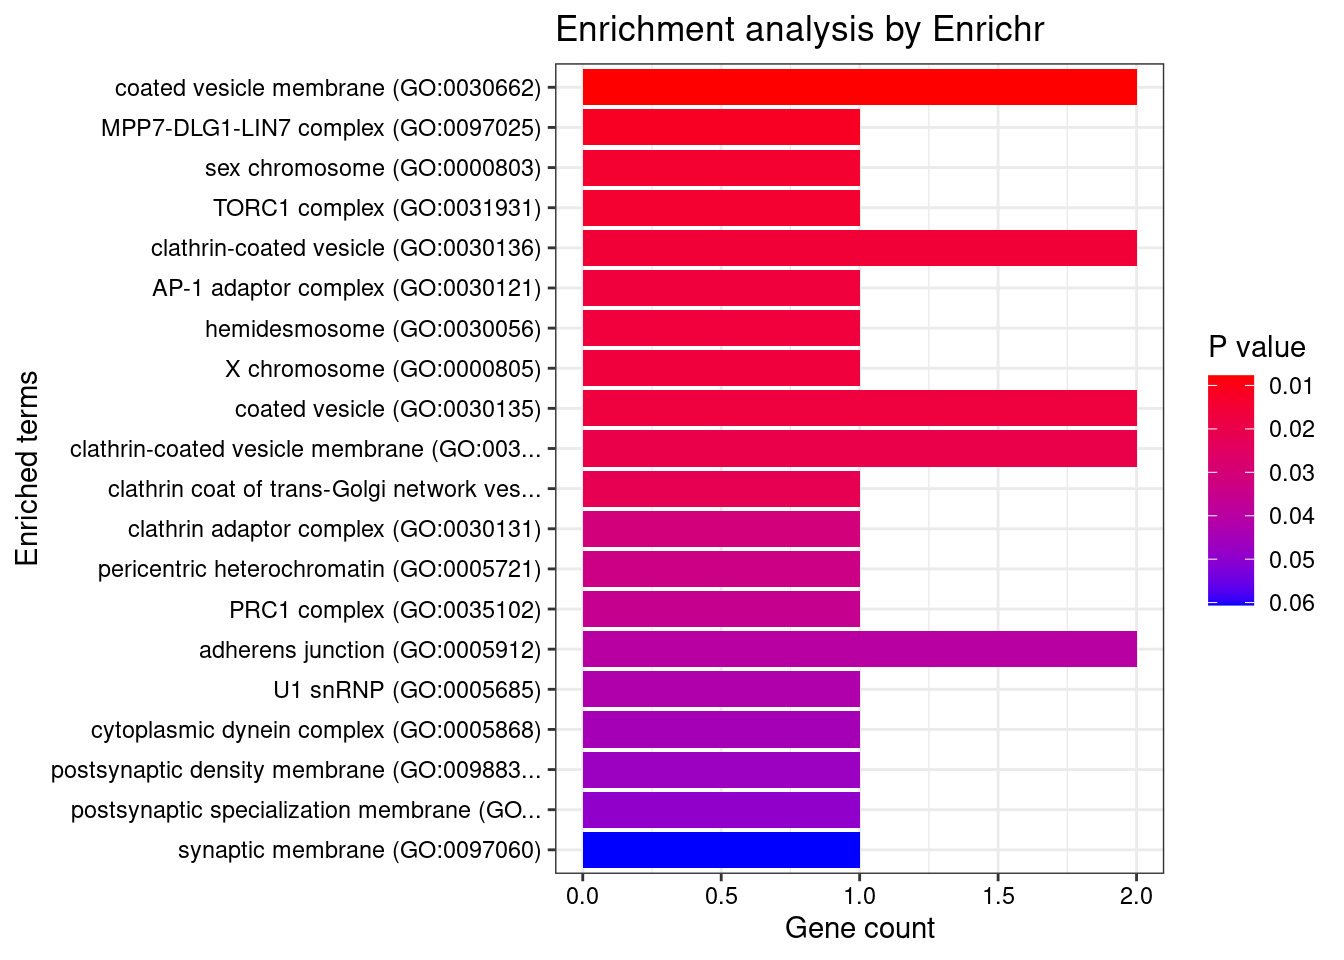 Enrichment analysis by Enrichr
coated vesicle membrane (GO:0030662)
MPP7-DLG1-LIN7 complex (GO:0097025)
sex chromosome (GO:0000803)
TORC1 complex (GO:0031931)
clathrin-coated vesicle (GO:0030136)
AP-1 adaptor complex (GO:0030121)
hemidesmosome (GO:0030056)
X chromosome (GO:0000805)
coated vesicle (GO:0030135)
clathrin-coated vesicle membrane (GO:003...
clathrin coat of trans-Golgi network ves...
clathrin adaptor complex (GO:0030131)
pericentric heterochromatin (GO:0005721)
PRC1 complex (GO:0035102)
adherens junction (GO:0005912)
U1 snRNP (GO:0005685)
cytoplasmic dynein complex (GO:0005868)
postsynaptic density membrane (GO:009883...
postsynaptic specialization membrane (GO...
synaptic membrane (GO:0097060)
Enriched terms
0.0 0.5 1.0 1.5 2.0
Gene count
P value
0.01
0.02
0.03
0.04
0.05
0.06